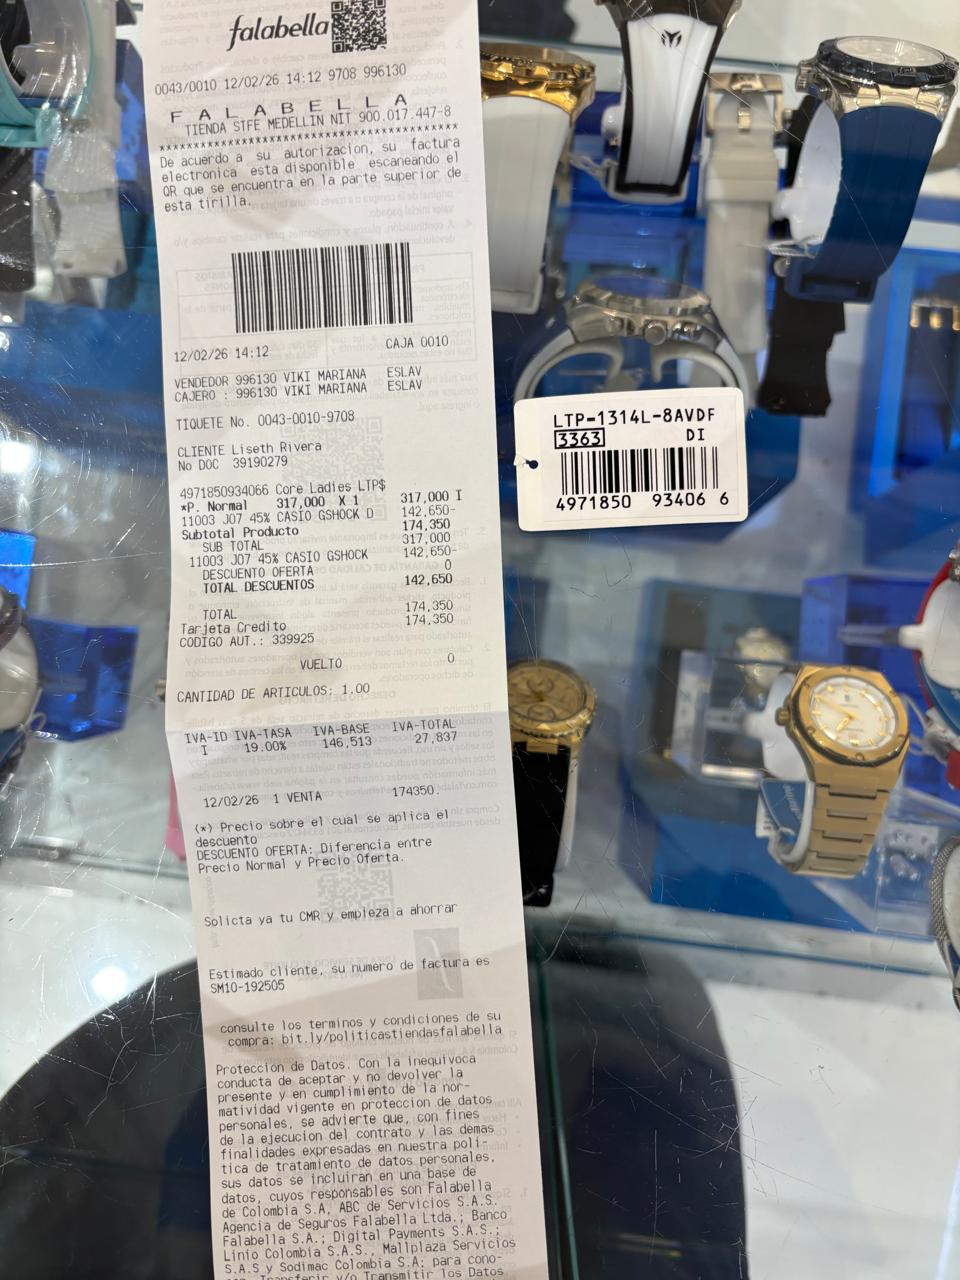 falabella
0043/0010 12/02/26 14:12 9708 996130
F A L A B E L L A
TIENDA STFE MEDELLIN NIT 900.017.447-8
****************************************
De acuerdo a su autorizacion, su factura
electronica esta disponible escaneando el
QR que se encuentra en la parte superior de
esta tirilla.
12/02/26 14:12 CAJA 0010
VENDEDOR 996130 VIKI MARIANA ESLAV
CAJERO : 996130 VIKI MARIANA ESLAV
TIQUETE No. 0043-0010-9708
CLIENTE Liseth Rivera
No DOC 39190279
4971850934066 Core Ladies LTP$
*P. Normal 317,000 X 1 317,000 I
11003 J07 45% CASIO GSHOCK D 142,650-
Subtotal Producto 174,350
SUB TOTAL 317,000
11003 J07 45% CASIO GSHOCK 142,650-
DESCUENTO OFERTA 0
TOTAL DESCUENTOS 142,650
TOTAL 174,350
Tarjeta Credito 174,350
CODIGO AUT.: 339925
VUELTO 0
CANTIDAD DE ARTICULOS: 1.00
IVA-ID IVA-TASA IVA-BASE IVA-TOTAL
I 19.00% 146,513 27,837
12/02/26 1 VENTA 174350.
(*) Precio sobre el cual se aplica el
descuento
DESCUENTO OFERTA: Diferencia entre
Precio Normal y Precio Oferta.
Solicta ya tu CMR y empieza a ahorrar
Estimado cliente, su numero de factura es
SM10-192505
consulte los terminos y condiciones de su
compra: bit.ly/politicastiendasfalabella
Proteccion de Datos. Con la inequivoca
conducta de aceptar y no devolver la
presente y en cumplimiento de la nor-
matividad vigente en proteccion de datos
personales, se advierte que, con fines
de la ejecucion del contrato y las demas
finalidades expresadas en nuestra poli-
tica de tratamiento de datos personales,
sus datos se incluiran en una base de
datos, cuyos responsables son Falabella
de Colombia S.A, ABC de Servicios S.A.S.
Agencia de Seguros Falabella Ltda.; Banco
Falabella S.A.; Digital Payments S.A.S.;
Linio Colombia S.A.S., Mallplaza Servicios
S.A.S y Sodimac Colombia S.A; para cono-
cer, Transferir y/o Transmitir los Datos
LTP-1314L-8AVDF
3363 DI
4971850 93406 6